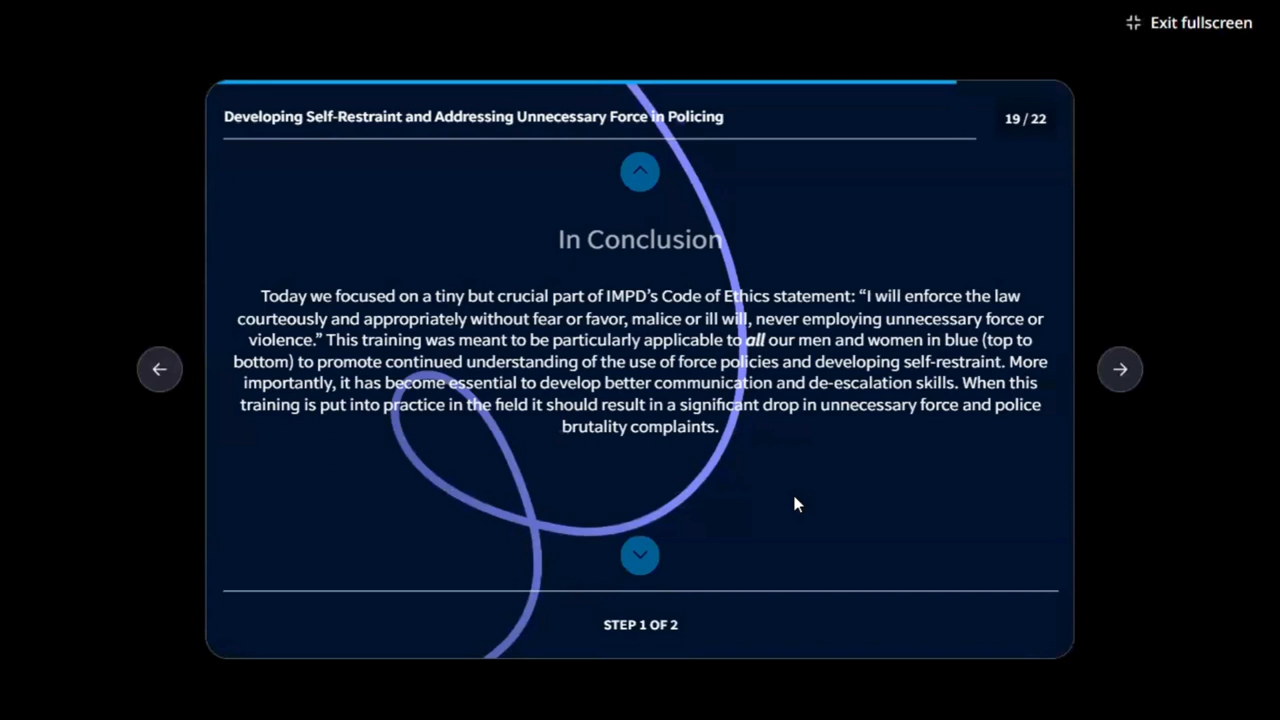 Exit fullscreen
Developing Self-Restraint and Addressing Unnecessary Force in Policing
19 / 22
In Conclusion
Today we focused on a tiny but crucial part of IMPD’s Code of Ethics statement: “I will enforce the law
courteously and appropriately without fear or favor, malice or ill will, never employing unnecessary force or
violence.” This training was meant to be particularly applicable to all our men and women in blue (top to
bottom) to promote continued understanding of the use of force policies and developing self-restraint. More
importantly, it has become essential to develop better communication and de-escalation skills. When this
training is put into practice in the field it should result in a significant drop in unnecessary force and police
brutality complaints.
STEP 1 OF 2